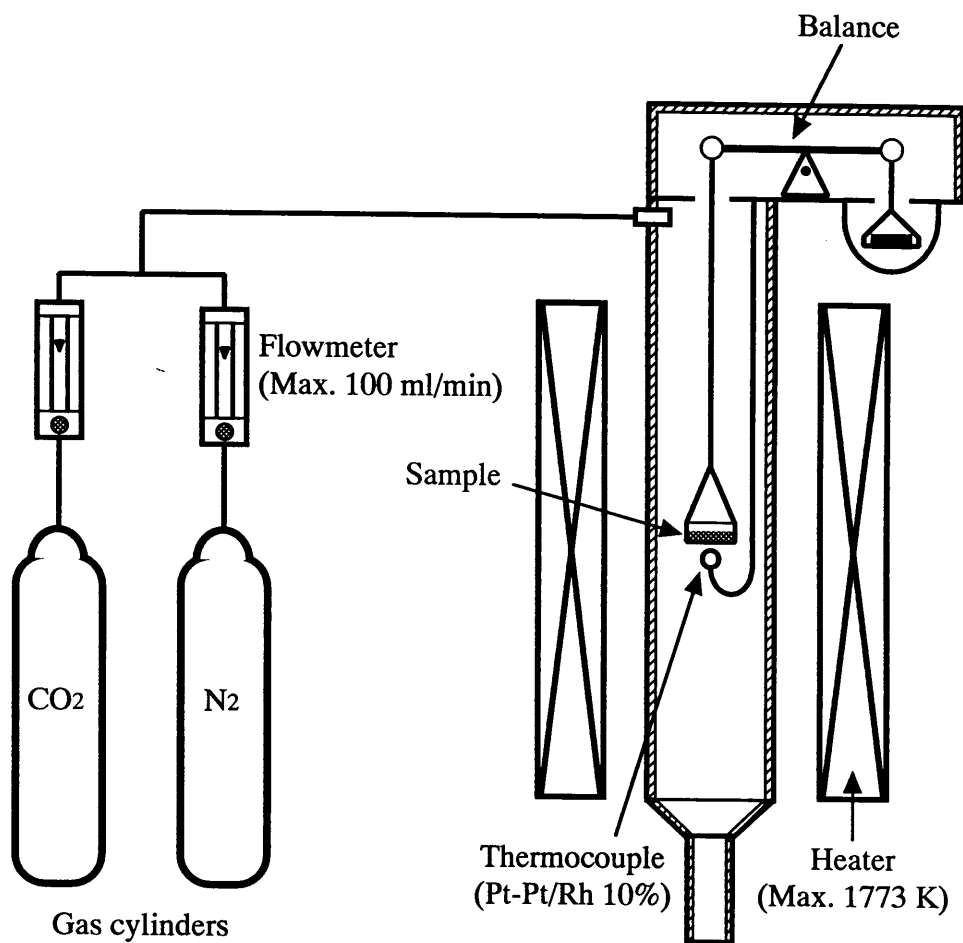 Balance
Flowmeter
(Max. 100 ml/min)
Sample
CO2
N2
Thermocouple
(Pt-Pt/Rh 10%)
Heater
(Max. 1773 K)
Gas cylinders